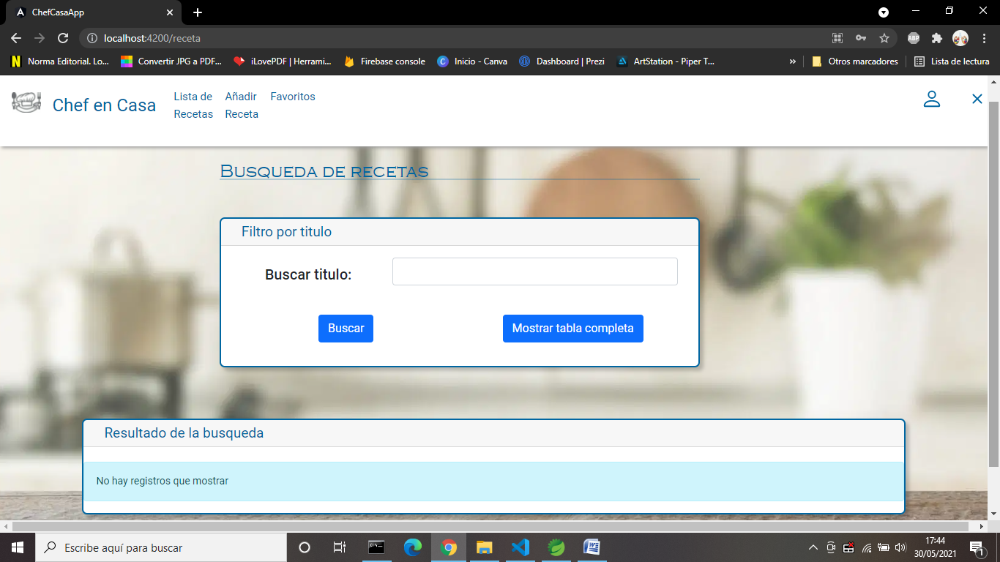 ChefCasaApp
localhost:4200/receta
ABP
Norma Editorial. Lo... Convertir JPG a PDF... iLovePDF | Herrami... Firebase console Inicio - Canva Dashboard | Prezi ArtStation - Piper T... » Otros marcadores Lista de lectura
Chef en Casa
Lista de Recetas
Añadir Receta
Favoritos
Busqueda de recetas
Filtro por titulo
Buscar titulo:
Buscar Mostrar tabla completa
Resultado de la busqueda
No hay registros que mostrar
Escribe aquí para buscar
17:44
30/05/2021
1